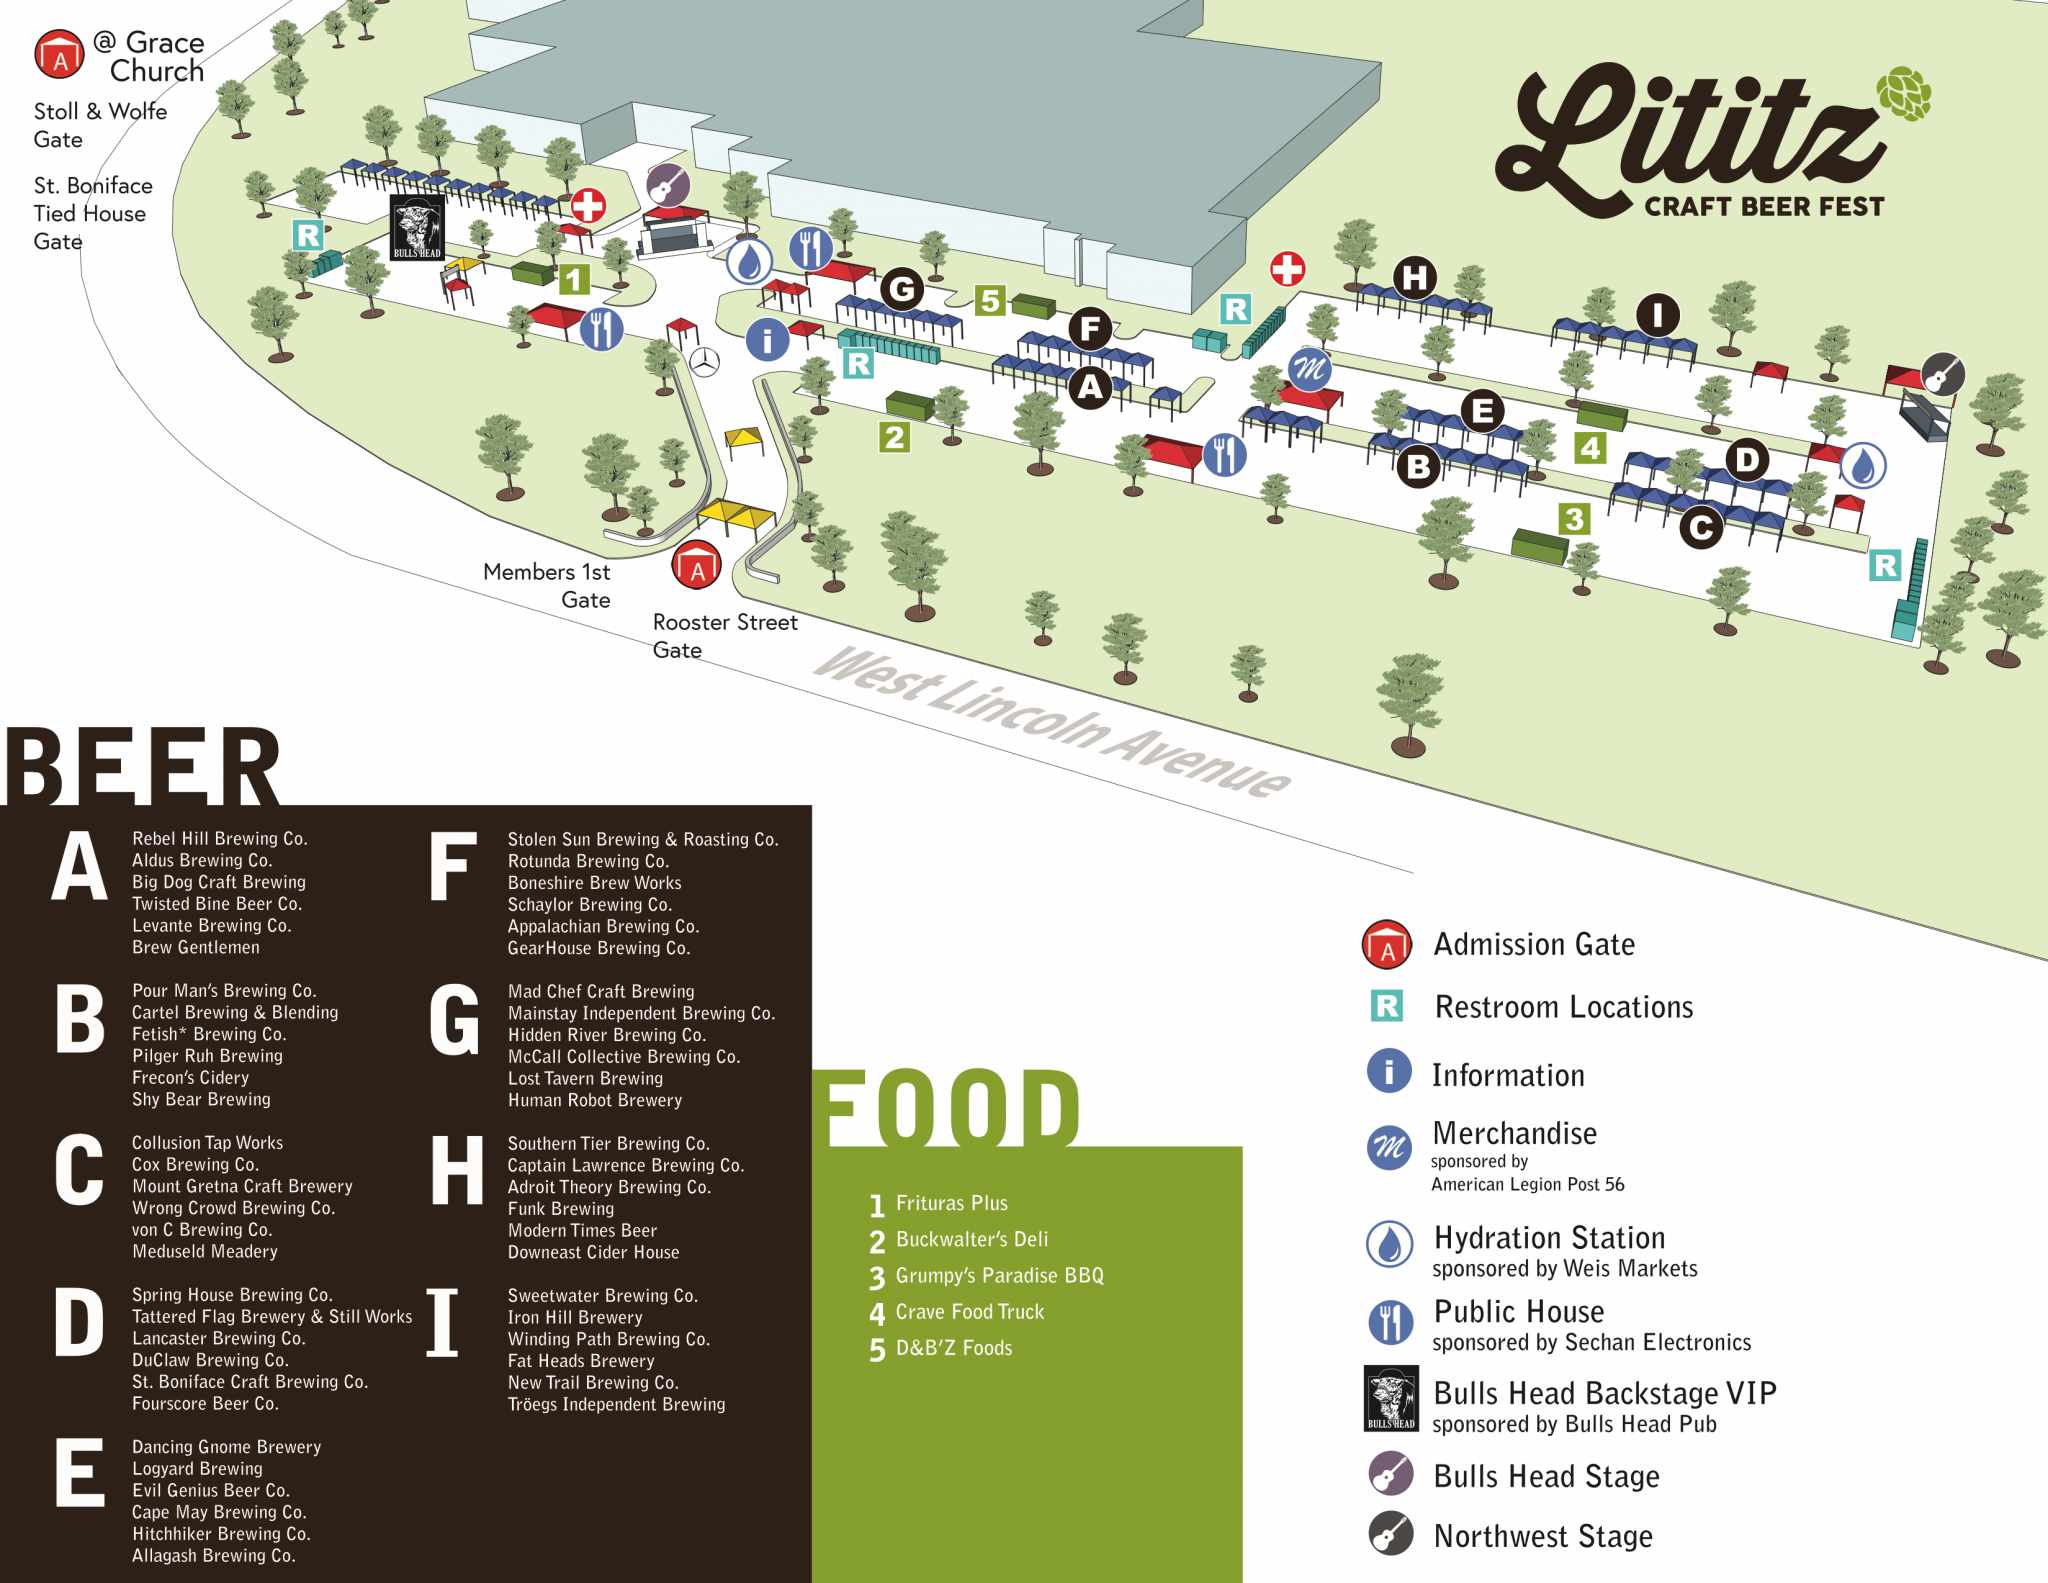 A
@ Grace
Church
Stoll & Wolfe
Gate
St. Boniface
Tied House
Gate
Lititz
CRAFT BEER FEST
R
BULLS HEAD
1
G
5
i
R
F
A
2
R
M
H
I
E
B
4
D
C
3
R
Members 1st
Gate
A
Rooster Street
Gate
West Lincoln Avenue
BEER
A
Rebel Hill Brewing Co.
Aldus Brewing Co.
Big Dog Craft Brewing
Twisted Bine Beer Co.
Levante Brewing Co.
Brew Gentlemen
B
Pour Man's Brewing Co.
Cartel Brewing & Blending
Fetish* Brewing Co.
Pilger Ruh Brewing
Frecon's Cidery
Shy Bear Brewing
C
Collusion Tap Works
Cox Brewing Co.
Mount Gretna Craft Brewery
Wrong Crowd Brewing Co.
von C Brewing Co.
Meduseld Meadery
D
Spring House Brewing Co.
Tattered Flag Brewery & Still Works
Lancaster Brewing Co.
DuClaw Brewing Co.
St. Boniface Craft Brewing Co.
Fourscore Beer Co.
E
Dancing Gnome Brewery
Logyard Brewing
Evil Genius Beer Co.
Cape May Brewing Co.
Hitchhiker Brewing Co.
Allagash Brewing Co.
F
Stolen Sun Brewing & Roasting Co.
Rotunda Brewing Co.
Boneshire Brew Works
Schaylor Brewing Co.
Appalachian Brewing Co.
GearHouse Brewing Co.
G
Mad Chef Craft Brewing
Mainstay Independent Brewing Co.
Hidden River Brewing Co.
McCall Collective Brewing Co.
Lost Tavern Brewing
Human Robot Brewery
H
Southern Tier Brewing Co.
Captain Lawrence Brewing Co.
Adroit Theory Brewing Co.
Funk Brewing
Modern Times Beer
Downeast Cider House
I
Sweetwater Brewing Co.
Iron Hill Brewery
Winding Path Brewing Co.
Fat Heads Brewery
New Trail Brewing Co.
Tröegs Independent Brewing
FOOD
1 Frituras Plus
2 Buckwalter's Deli
3 Grumpy's Paradise BBQ
4 Crave Food Truck
5 D&B'Z Foods
A Admission Gate
R Restroom Locations
i Information
M Merchandise
sponsored by
American Legion Post 56
Hydration Station
sponsored by Weis Markets
Public House
sponsored by Sechan Electronics
BULLS HEAD
Bulls Head Backstage VIP
sponsored by Bulls Head Pub
Bulls Head Stage
Northwest Stage